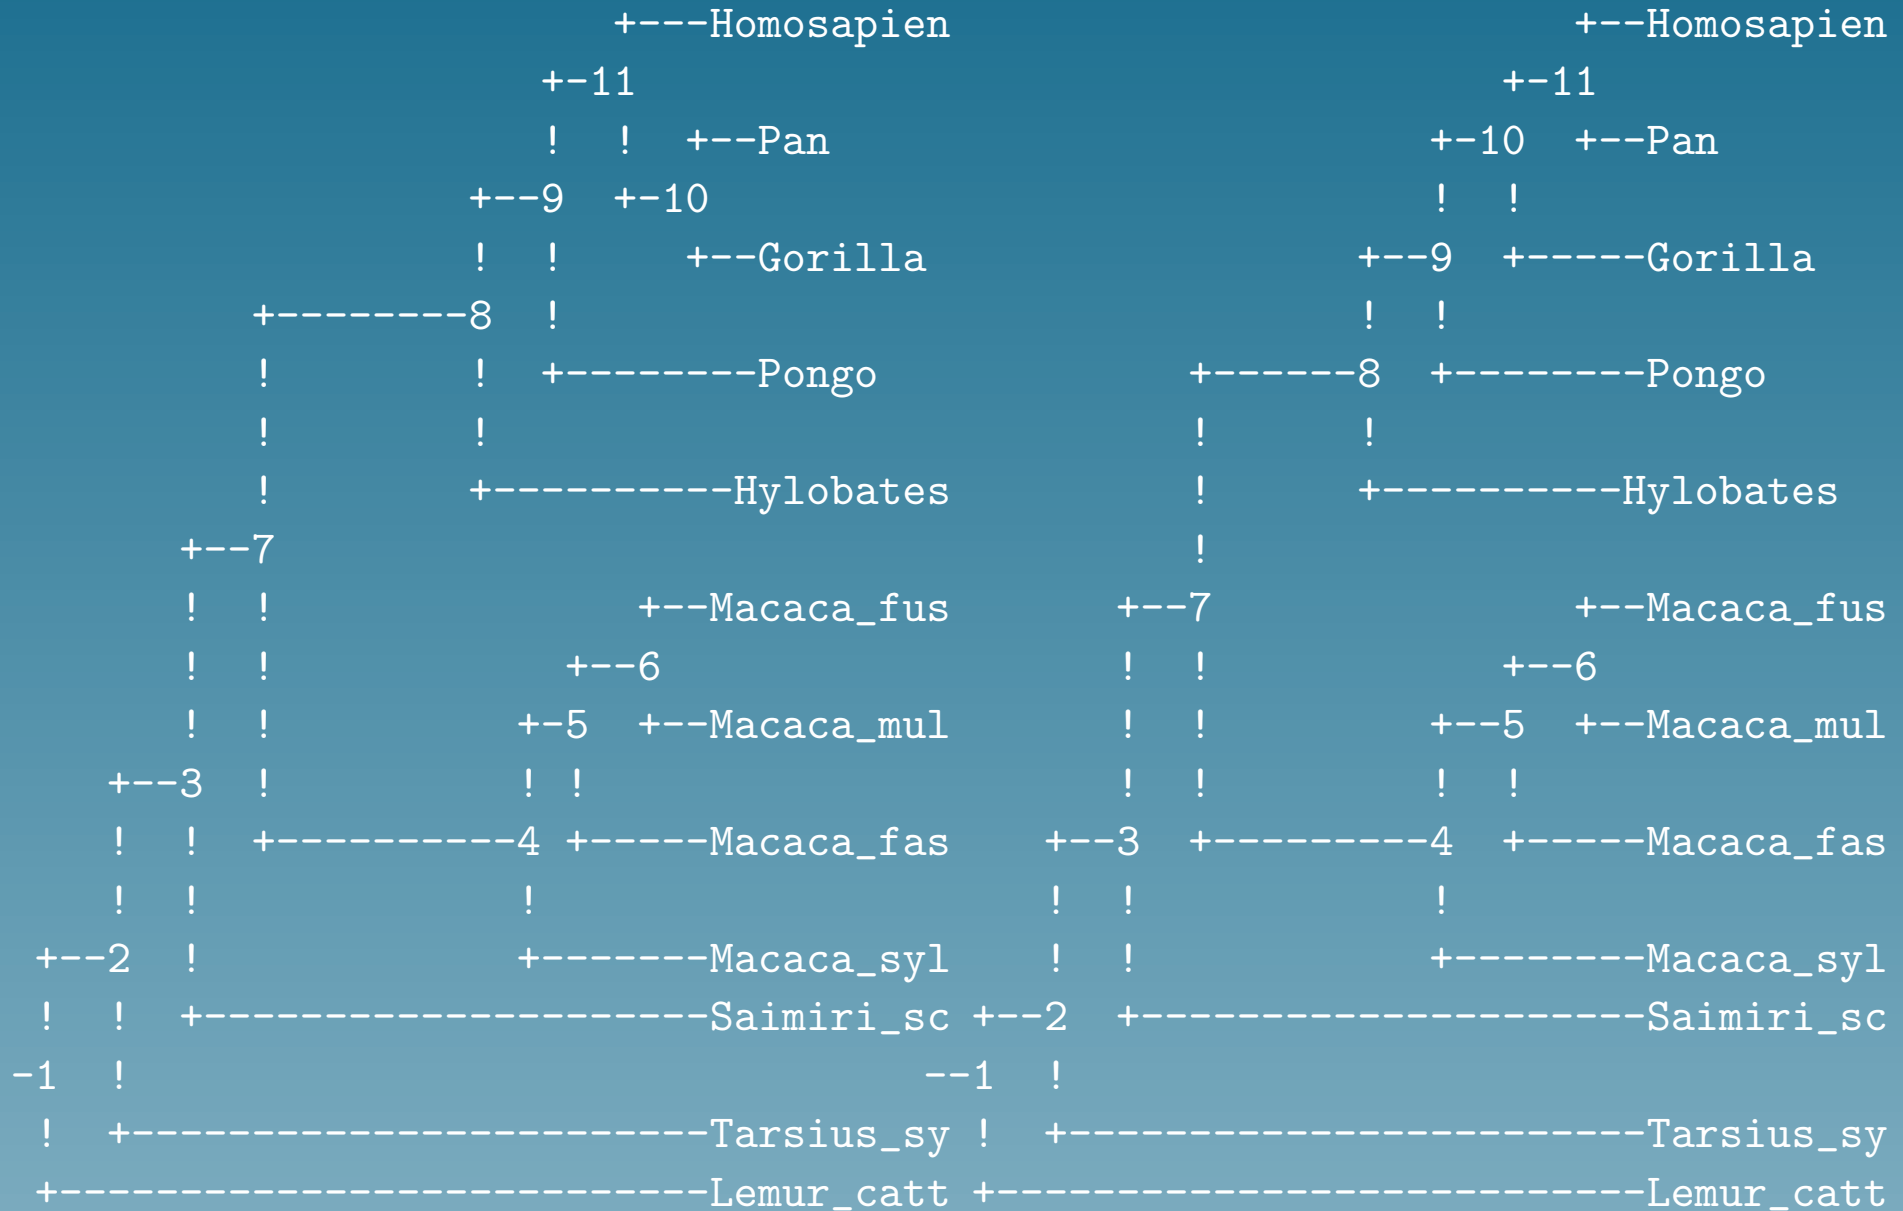 +---Homosapien                          +--Homosapien
                      +-11                                    +-11
                      !  !  +--Pan                         +-10  +--Pan
                   +--9  +-10                              !  !
                   !  !     +--Gorilla                  +--9  +-----Gorilla
          +--------8  !                                 !  !
          !        !  +--------Pongo             +------8  +--------Pongo
          !        !                             !      !
          !        +----------Hylobates          !      +----------Hylobates
       +--7                                      !
       !  !               +--Macaca_fus       +--7               +--Macaca_fus
       !  !            +--6                   !  !            +--6
       !  !          +-5  +--Macaca_mul       !  !         +--5  +--Macaca_mul
    +--3  !          ! !                      !  !         !  !
    !  !  +----------4 +-----Macaca_fas    +--3  +---------4  +-----Macaca_fas
    !  !             !                     !  !            !
 +--2  !             +-------Macaca_syl    !  !            +--------Macaca_syl
 !  !  +---------------------Saimiri_sc +--2  +---------------------Saimiri_sc
-1  !                                 --1  !
 !  +------------------------Tarsius_sy !  +------------------------Tarsius_sy
 +---------------------------Lemur_catt +---------------------------Lemur_catt